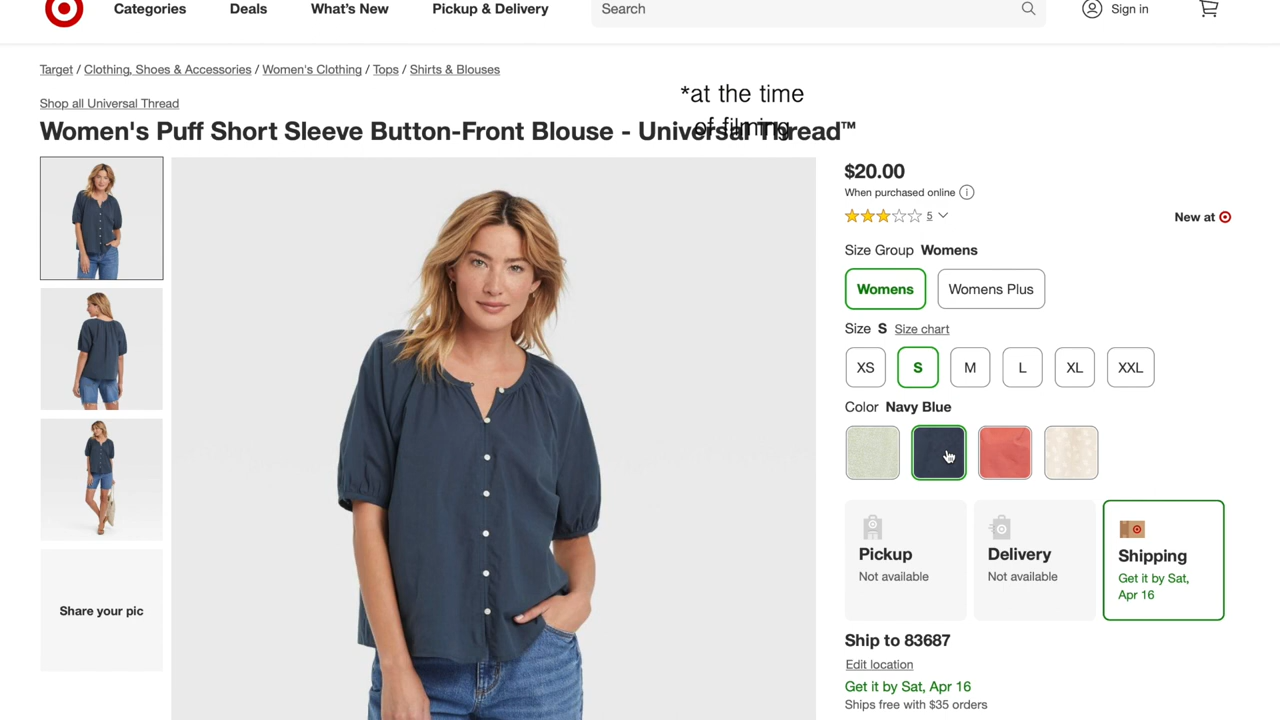 Categories
Deals
What's New
Pickup & Delivery
Search
Sign in
Target / Clothing, Shoes & Accessories / Women's Clothing / Tops / Shirts & Blouses
*at the time
of filming
Shop all Universal Thread
Women's Puff Short Sleeve Button-Front Blouse - Universal Thread™
$20.00
When purchased online
5
New at
Size Group Womens
Womens
Womens Plus
Size S Size chart
XS
S
M
L
XL
XXL
Color Navy Blue
Pickup
Not available
Delivery
Not available
Shipping
Get it by Sat,
Apr 16
Share your pic
Ship to 83687
Edit location
Get it by Sat, Apr 16
Ships free with $35 orders